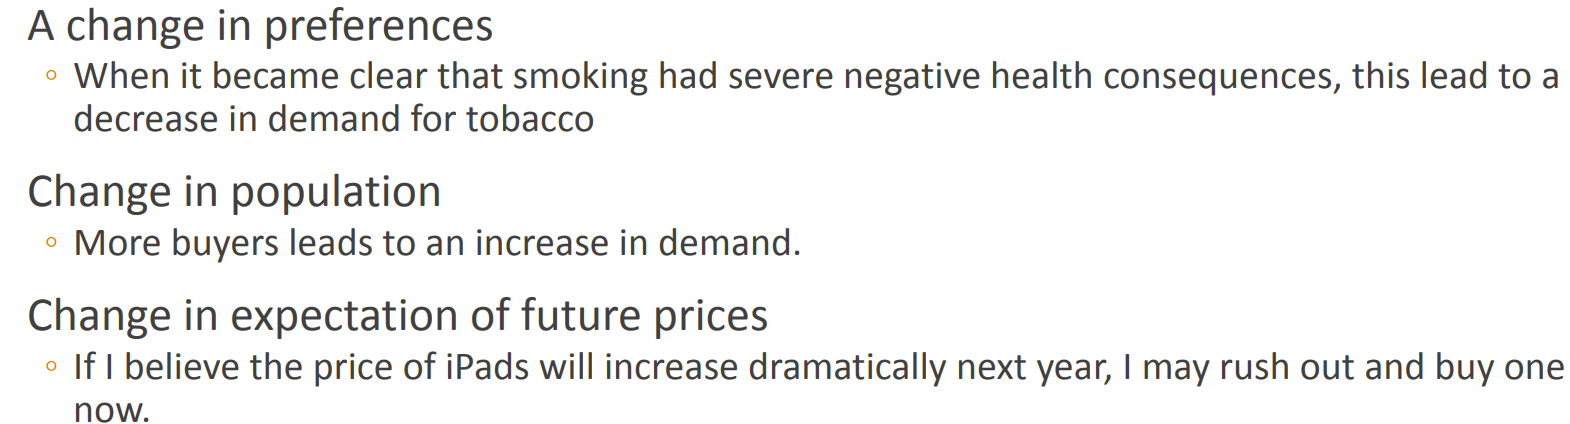 A change in preferences
◦ When it became clear that smoking had severe negative health consequences, this lead to a
decrease in demand for tobacco
Change in population
◦ More buyers leads to an increase in demand.
Change in expectation of future prices
◦ If I believe the price of iPads will increase dramatically next year, I may rush out and buy one
now.